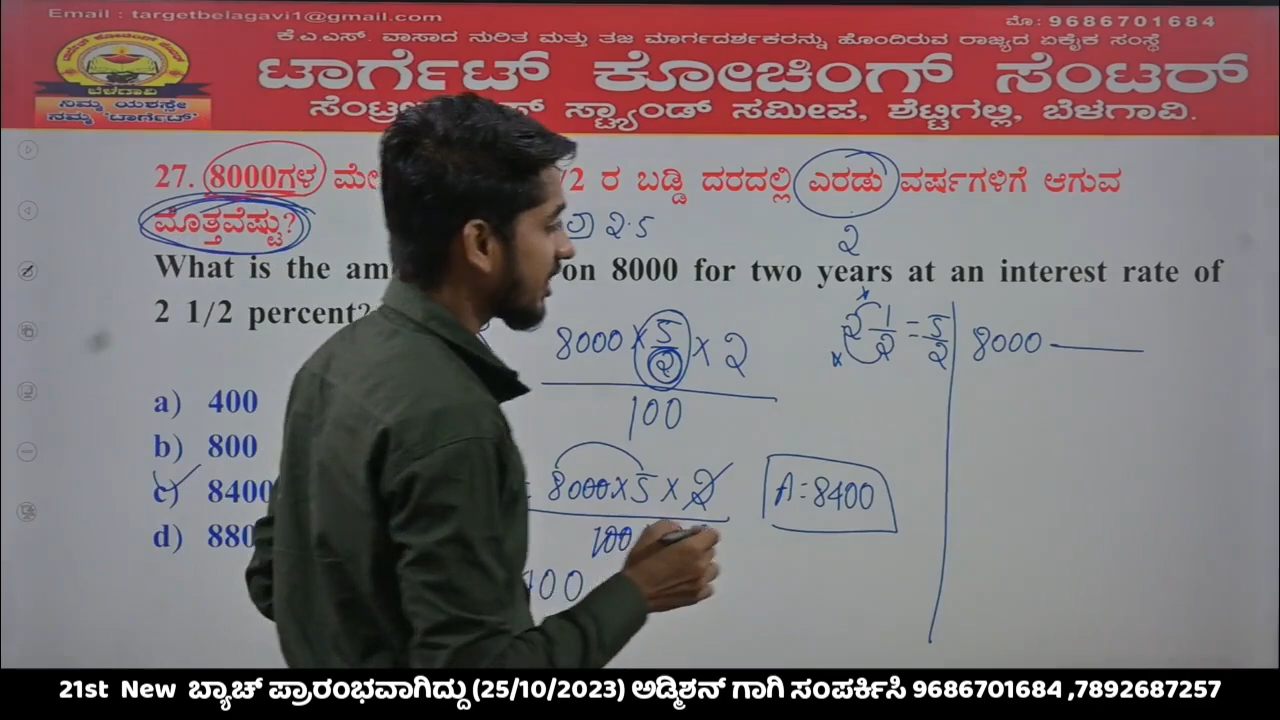 Email : targetbelagavi1@gmail.com
ಮೊ: 9686701684
ಕೆ.ಎ.ಎಸ್. ಪಾಸಾದ ನುರಿತ ಮತ್ತು ತಜ್ಞ ಮಾರ್ಗದರ್ಶಕರನ್ನು ಹೊಂದಿರುವ ರಾಜ್ಯದ ಏಕೈಕ ಸಂಸ್ಥೆ
ಟಾರ್ಗೆಟ್ ಕೋಚಿಂಗ್ ಸೆಂಟರ್
ಬೆಳಗಾವಿ
ನಿಮ್ಮ ಯಶಸ್ಸೇ
ನಮ್ಮ 'ಟಾರ್ಗೆಟ್'
ಸ್ಟ್ಯಾಂಡ್ ಸಮೀಪ, ಶೆಟ್ಟಿಗಲ್ಲಿ, ಬೆಳಗಾವಿ.
27. 8000ಗಳ /2 ರ ಬಡ್ಡಿ ದರದಲ್ಲಿ ಎರಡು ವರ್ಷಗಳಿಗೆ ಆಗುವ
ಮೊತ್ತವೆಷ್ಟು? 2.5
2
What is the on 8000 for two years at an interest rate of
2 1/2 percent?
8000 × 5/2 × 2
100
2 1/2 = 5/2
8000
a) 400
b) 800
c) 8400
d) 880
8000 × 5 × 2
100
A = 8400
400
21st New ಬ್ಯಾಚ್ ಪ್ರಾರಂಭವಾಗಿದ್ದು (25/10/2023) ಅಡ್ಮಿಶನ್ ಗಾಗಿ ಸಂಪರ್ಕಿಸಿ 9686701684 ,7892687257